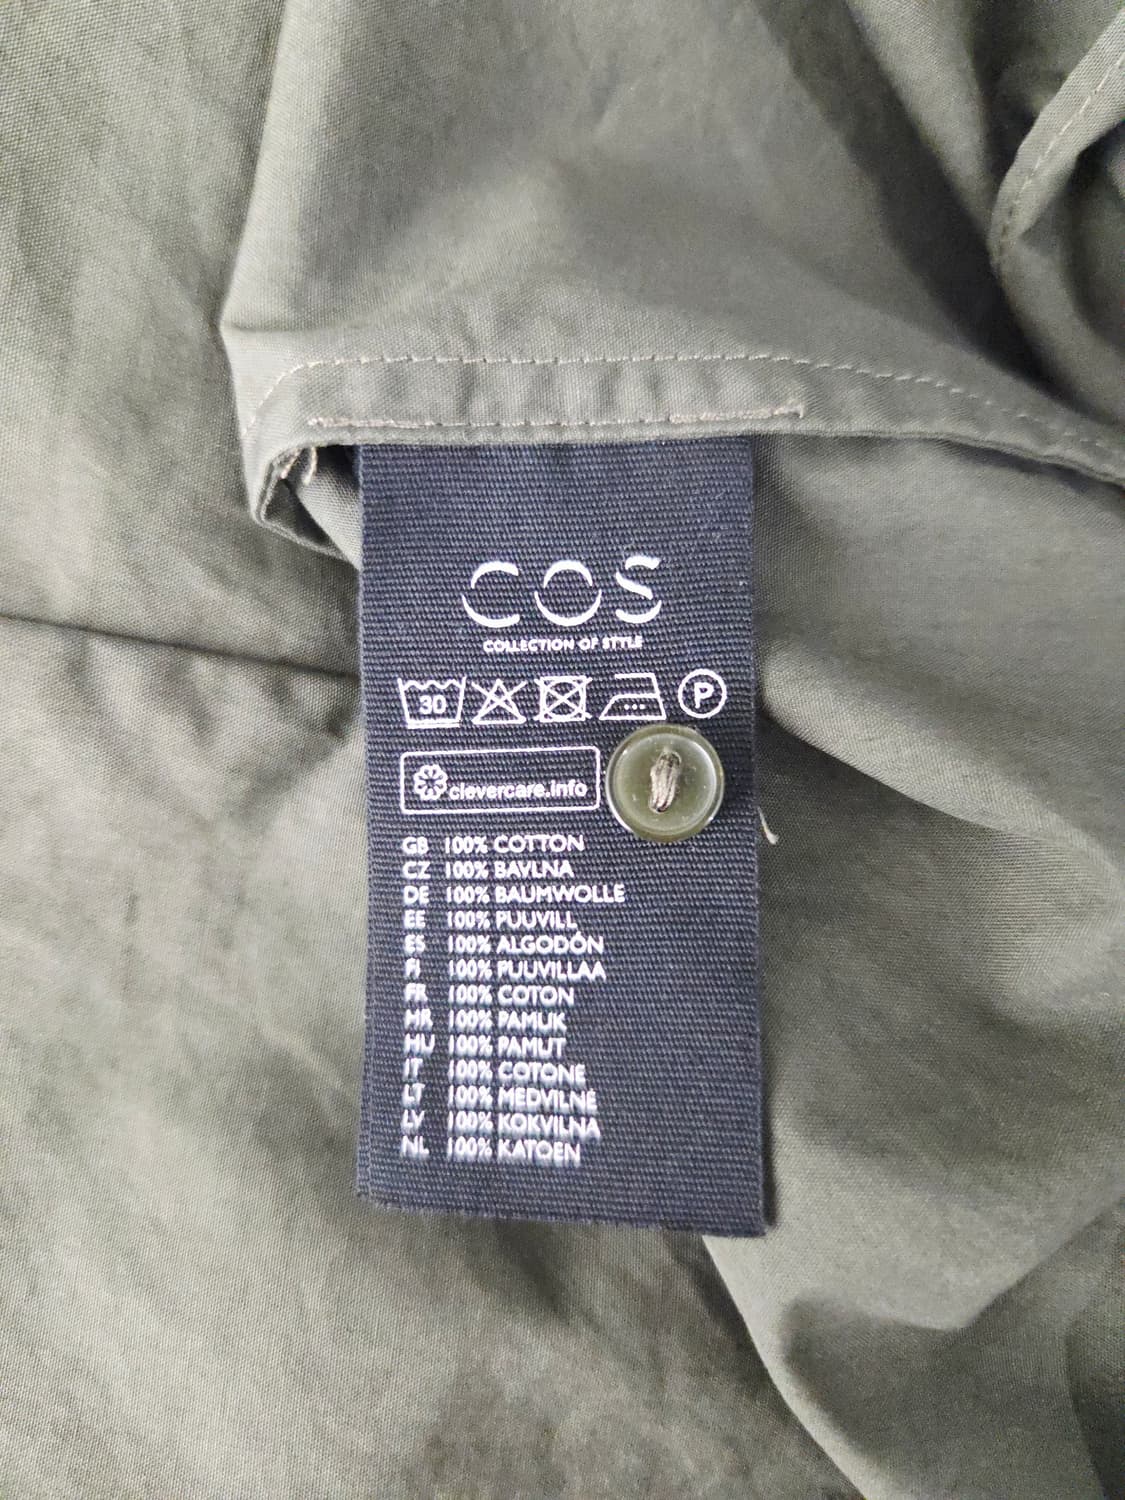 COS
COLLECTION OF STYLE
30 P
clevercare.info
GB 100% COTTON
CZ 100% BAVLNA
DE 100% BAUMWOLLE
EE 100% PUUVILL
ES 100% ALGODÓN
FI 100% PUUVILLAA
FR 100% COTON
HR 100% PAMUK
HU 100% PAMUT
IT 100% COTONE
LT 100% MEDVILNĖ
LV 100% KOKVILNA
NL 100% KATOEN